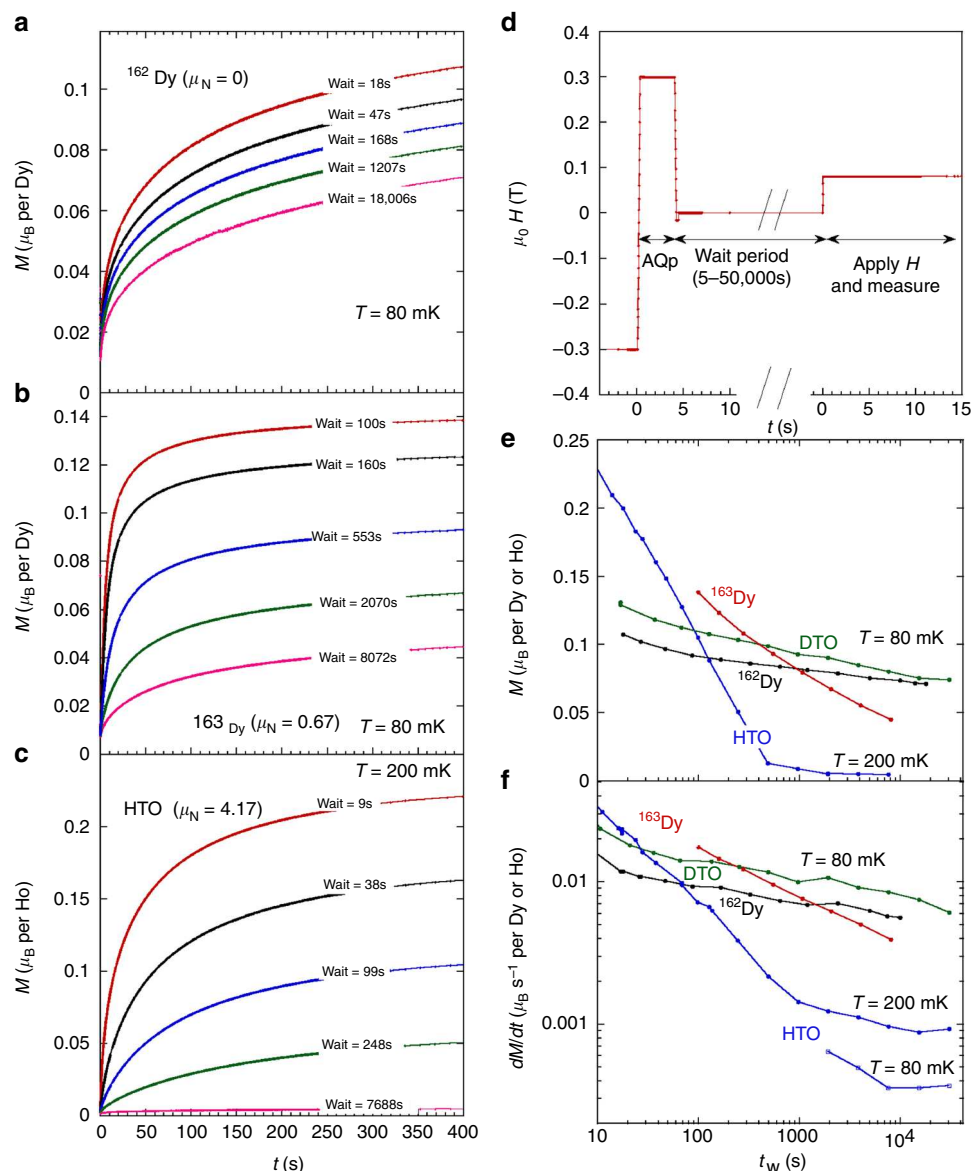 a
¹⁶² Dy (μN = 0)
Wait = 18s
Wait = 47s
Wait = 168s
Wait = 1207s
Wait = 18,006s
T = 80 mK
M (μB per Dy)
0.1
0.08
0.06
0.04
0.02
0
b
Wait = 100s
Wait = 160s
Wait = 553s
Wait = 2070s
Wait = 8072s
163 Dy (μN = 0.67)
T = 80 mK
M (μB per Dy)
0.14
0.12
0.1
0.08
0.06
0.04
0.02
0
c
T = 200 mK
HTO (μN = 4.17)
Wait = 9s
Wait = 38s
Wait = 99s
Wait = 248s
Wait = 7688s
M (μB per Ho)
0.2
0.15
0.1
0.05
0
0 50 100 150 200 250 300 350 400
t (s)
d
μ0 H (T)
0.4
0.3
0.2
0.1
0
−0.1
−0.2
−0.3
−0.4
AQp
Wait period
(5–50,000s)
Apply H
and measure
0 5 10 0 5 10 15
t (s)
e
M (μB per Dy or Ho)
0.25
0.2
0.15
0.1
0.05
0
¹⁶³Dy
DTO
T = 80 mK
¹⁶²Dy
HTO
T = 200 mK
f
dM/dt (μB s⁻¹ per Dy or Ho)
0.01
0.001
¹⁶³Dy
DTO
T = 80 mK
¹⁶²Dy
T = 200 mK
HTO
T = 80 mK
10 100 1000 10⁴
tw (s)